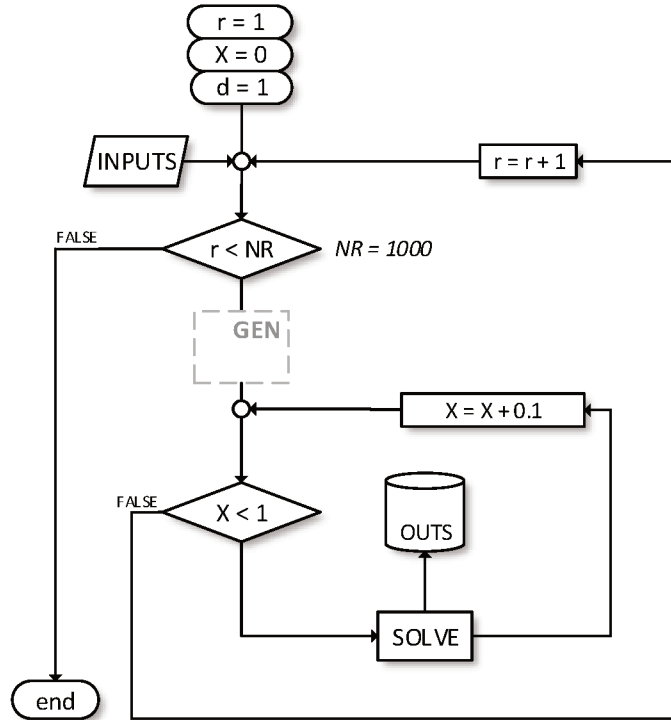 r = 1
X = 0
d = 1
INPUTS
r = r + 1
FALSE
r < NR
NR = 1000
GEN
X = X + 0.1
FALSE
X < 1
OUTS
SOLVE
end